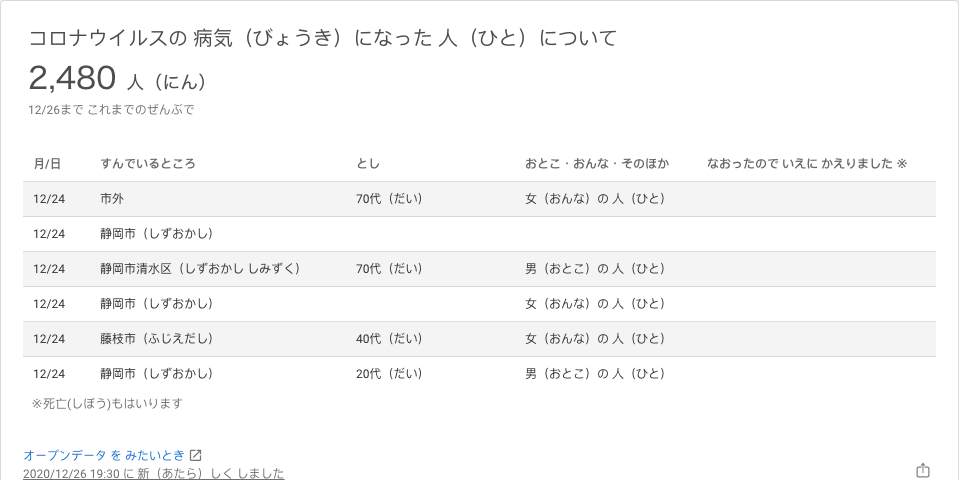 コロナウイルスの 病気（びょうき）になった 人（ひと）について
2,480 人（にん）
12/26まで これまでのぜんぶで
月/日 すんでいるところ とし おとこ・おんな・そのほか なおったので いえに かえりました ※
12/24 市外 70代（だい） 女（おんな）の 人（ひと）
12/24 静岡市（しずおかし）
12/24 静岡市清水区（しずおかし しみずく） 70代（だい） 男（おとこ）の 人（ひと）
12/24 静岡市（しずおかし） 女（おんな）の 人（ひと）
12/24 藤枝市（ふじえだし） 40代（だい） 女（おんな）の 人（ひと）
12/24 静岡市（しずおかし） 20代（だい） 男（おとこ）の 人（ひと）
※死亡(しぼう)もはいります
オープンデータ を みたいとき
2020/12/26 19:30 に 新（あたら）しく しました